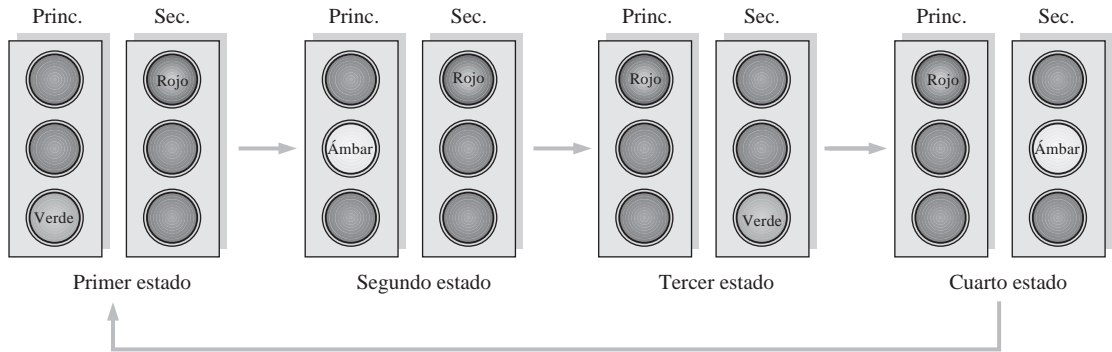 Princ. Sec. Princ. Sec. Princ. Sec. Princ. Sec.
Rojo Rojo Rojo Rojo
Ámbar Ámbar
Verde Verde
Primer estado Segundo estado Tercer estado Cuarto estado